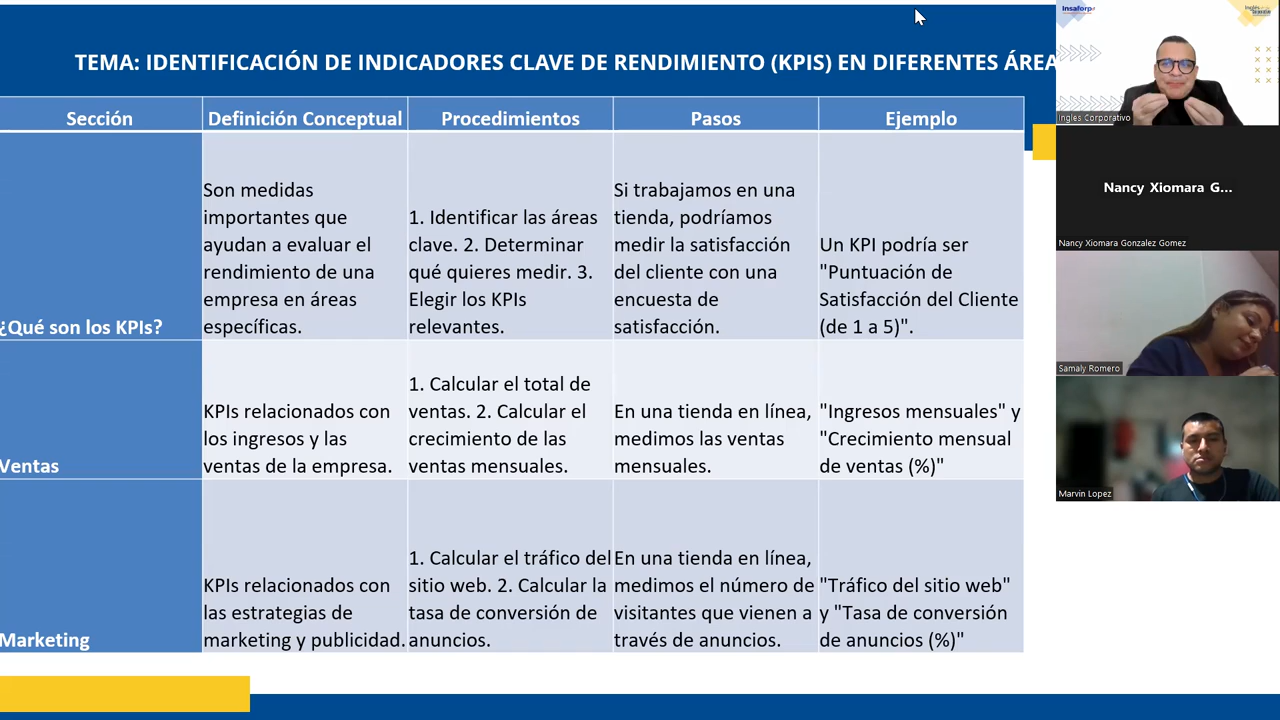 TEMA: IDENTIFICACIÓN DE INDICADORES CLAVE DE RENDIMIENTO (KPIS) EN DIFERENTES ÁREA
Sección
Definición Conceptual
Procedimientos
Pasos
Ejemplo
¿Qué son los KPIs?
Son medidas
importantes que
ayudan a evaluar el
rendimiento de una
empresa en áreas
específicas.
1. Identificar las áreas
clave. 2. Determinar
qué quieres medir. 3.
Elegir los KPIs
relevantes.
Si trabajamos en una
tienda, podríamos
medir la satisfacción
del cliente con una
encuesta de
satisfacción.
Un KPI podría ser
"Puntuación de
Satisfacción del Cliente
(de 1 a 5)".
Ventas
KPIs relacionados con
los ingresos y las
ventas de la empresa.
1. Calcular el total de
ventas. 2. Calcular el
crecimiento de las
ventas mensuales.
En una tienda en línea,
medimos las ventas
mensuales.
"Ingresos mensuales" y
"Crecimiento mensual
de ventas (%)"
Marketing
KPIs relacionados con
las estrategias de
marketing y publicidad.
1. Calcular el tráfico del
sitio web. 2. Calcular la
tasa de conversión de
anuncios.
En una tienda en línea,
medimos el número de
visitantes que vienen a
través de anuncios.
"Tráfico del sitio web"
y "Tasa de conversión
de anuncios (%)"
Insaforp
Ingles Corporativo
Nancy Xiomara G...
Nancy Xiomara Gonzalez Gomez
Samaly Romero
Marvin Lopez